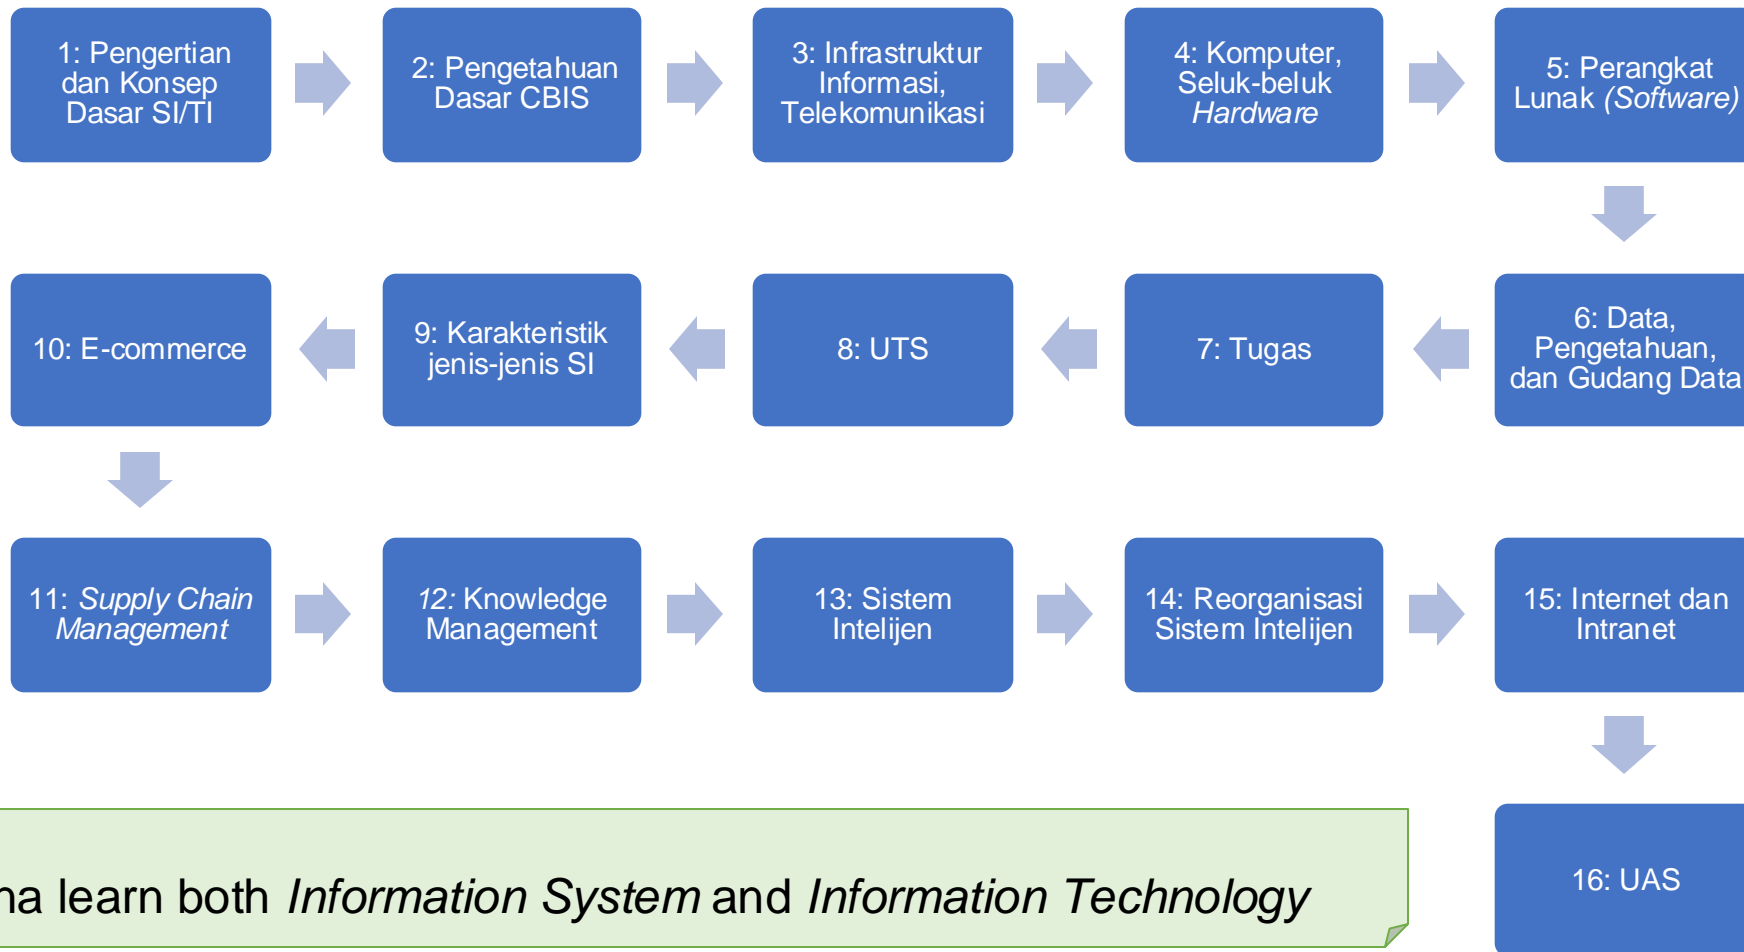 1: Pengertian
dan Konsep
Dasar SI/TI
2: Pengetahuan
Dasar CBIS
3: Infrastruktur
Informasi,
Telekomunikasi
4: Komputer,
Seluk-beluk
Hardware
5: Perangkat
Lunak (Software)
6: Data,
Pengetahuan,
dan Gudang Data
7: Tugas
8: UTS
9: Karakteristik
jenis-jenis SI
10: E-commerce
11: Supply Chain
Management
12: Knowledge
Management
13: Sistem
Intelijen
14: Reorganisasi
Sistem Intelijen
15: Internet dan
Intranet
16: UAS
na learn both Information System and Information Technology